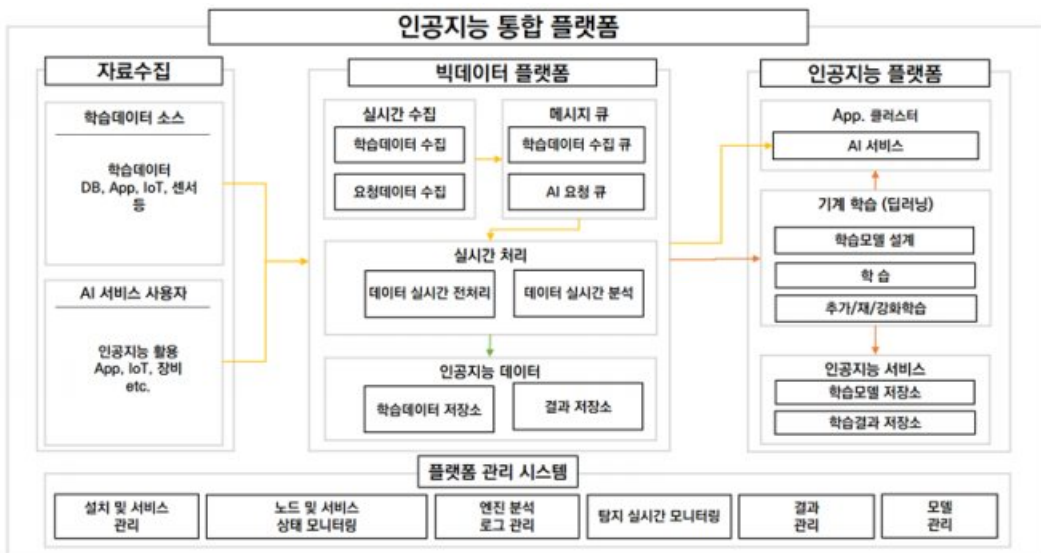 인공지능 통합 플랫폼
자료수집
학습데이터 소스
학습데이터
DB, App, IoT, 센서
등
AI 서비스 사용자
인공지능 활용
App, IoT, 장비
etc.
빅데이터 플랫폼
실시간 수집
학습데이터 수집
요청데이터 수집
메시지 큐
학습데이터 수집 큐
AI 요청 큐
실시간 처리
데이터 실시간 전처리
데이터 실시간 분석
인공지능 데이터
학습데이터 저장소
결과 저장소
인공지능 플랫폼
App. 클러스터
AI 서비스
기계 학습 (딥러닝)
학습모델 설계
학 습
추가/재/강화학습
인공지능 서비스
학습모델 저장소
학습결과 저장소
플랫폼 관리 시스템
설치 및 서비스
관리
노드 및 서비스
상태 모니터링
엔진 분석
로그 관리
탐지 실시간 모니터링
결과
관리
모델
관리